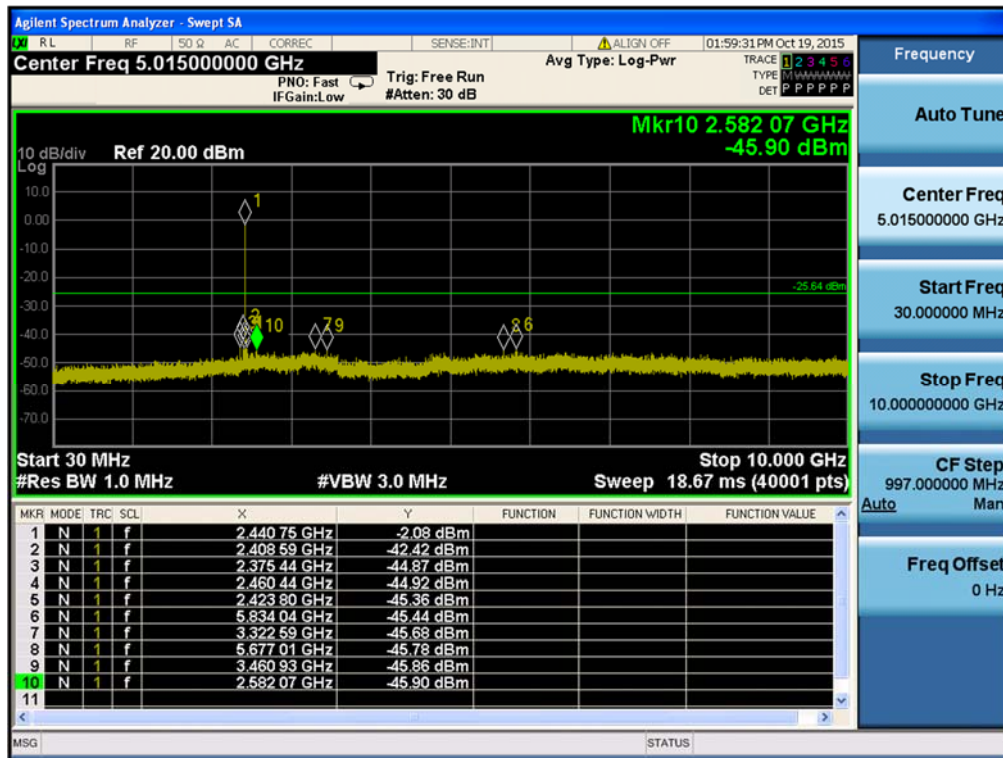 Agilent Spectrum Analyzer - Swept SA
LXI RL RF 50 Ω AC CORREC SENSE:INT ALIGN OFF 01:59:31 PM Oct 19, 2015
Center Freq 5.015000000 GHz
PNO: Fast
IFGain:Low
Trig: Free Run
#Atten: 30 dB
Avg Type: Log-Pwr
TRACE 1 2 3 4 5 6
TYPE
DET P P P P P P
Mkr10 2.582 07 GHz
-45.90 dBm
10 dB/div Ref 20.00 dBm
Log
10.0
0.00
-10.0
-20.0
-30.0
-40.0
-50.0
-60.0
-70.0
1
-25.64 dBm
10
7 9
8 6
Start 30 MHz Stop 10.000 GHz
#Res BW 1.0 MHz #VBW 3.0 MHz Sweep 18.67 ms (40001 pts)
MKR MODE TRC SCL X Y FUNCTION FUNCTION WIDTH FUNCTION VALUE
1 N 1 f 2.440 75 GHz -2.08 dBm
2 N 1 f 2.408 59 GHz -42.42 dBm
3 N 1 f 2.375 44 GHz -44.87 dBm
4 N 1 f 2.460 44 GHz -44.92 dBm
5 N 1 f 2.423 80 GHz -45.36 dBm
6 N 1 f 5.834 04 GHz -45.44 dBm
7 N 1 f 3.322 59 GHz -45.68 dBm
8 N 1 f 5.677 01 GHz -45.78 dBm
9 N 1 f 3.460 93 GHz -45.86 dBm
10 N 1 f 2.582 07 GHz -45.90 dBm
11
MSG STATUS
Frequency
Auto Tune
Center Freq
5.015000000 GHz
Start Freq
30.000000 MHz
Stop Freq
10.000000000 GHz
CF Step
997.000000 MHz
Auto Man
Freq Offset
0 Hz